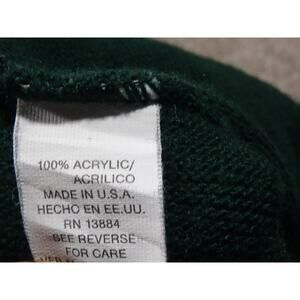 100% ACRYLIC/
ACRILICO
MADE IN U.S.A.
HECHO EN EE.UU.
RN 13884
SEE REVERSE
FOR CARE